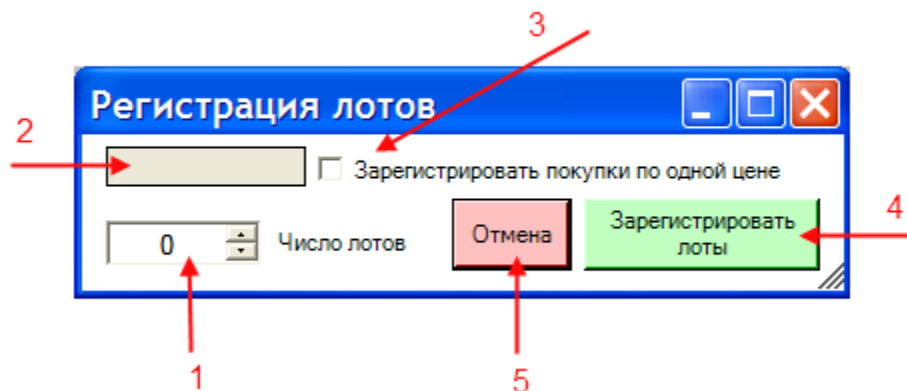 3
Регистрация лотов
2
Зарегистрировать покупки по одной цене
4
0
Число лотов
Отмена
Зарегистрировать
лоты
1
5